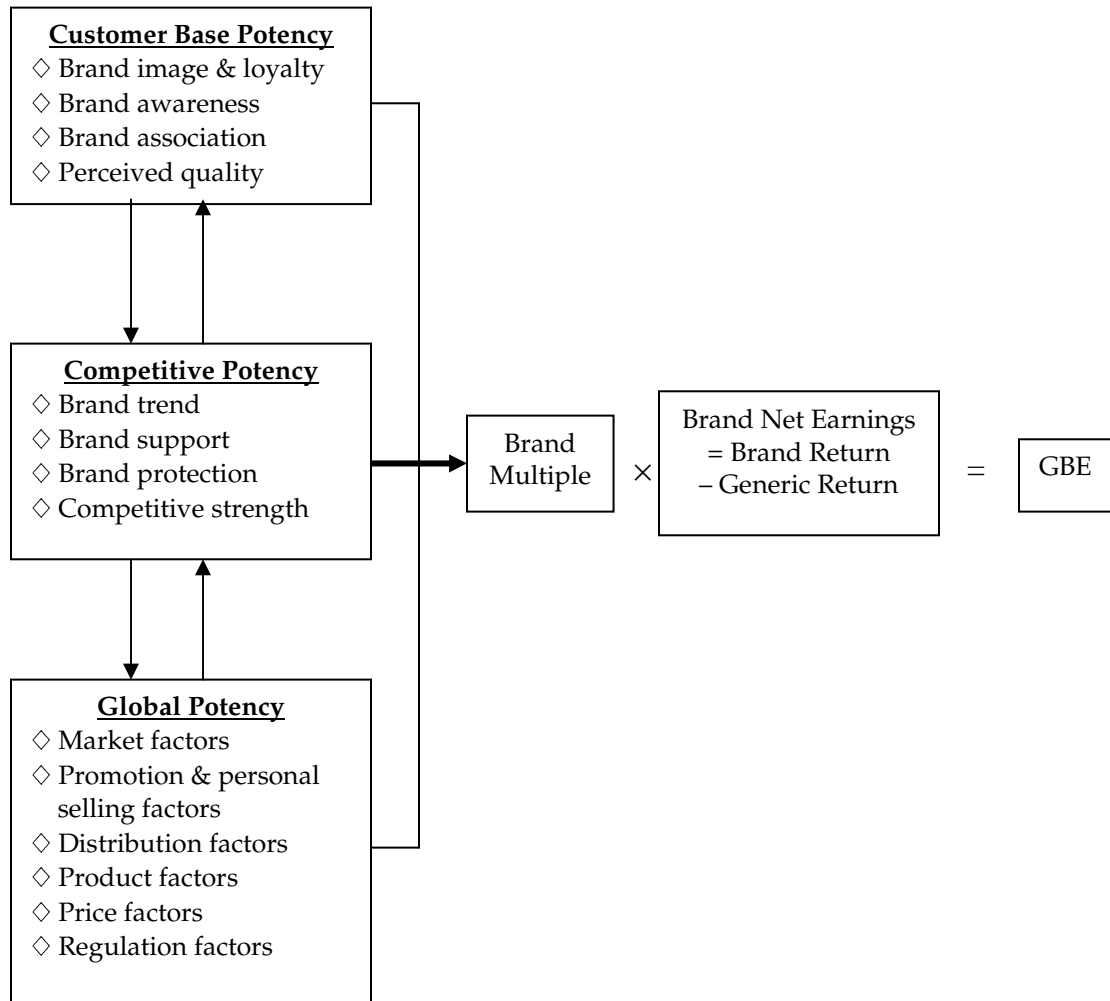 Customer Base Potency
◇ Brand image & loyalty
◇ Brand awareness
◇ Brand association
◇ Perceived quality
Competitive Potency
◇ Brand trend
◇ Brand support
◇ Brand protection
◇ Competitive strength
Brand
Multiple
×
Brand Net Earnings
= Brand Return
– Generic Return
=
GBE
Global Potency
◇ Market factors
◇ Promotion & personal
selling factors
◇ Distribution factors
◇ Product factors
◇ Price factors
◇ Regulation factors